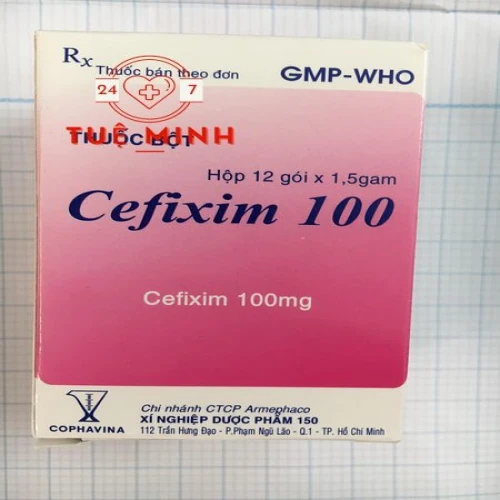 Rx Thuốc bán theo đơn
GMP-WHO
24 7
TUỆ MINH
THUỐC BỘT
Hộp 12 gói x 1,5gam
Cefixim 100
Cefixim 100mg
COPHAVINA
Chi nhánh CTCP Armephaco
XÍ NGHIỆP DƯỢC PHẨM 150
112 Trần Hưng Đạo - P.Phạm Ngũ Lão - Q.1 - TP. Hồ Chí Minh